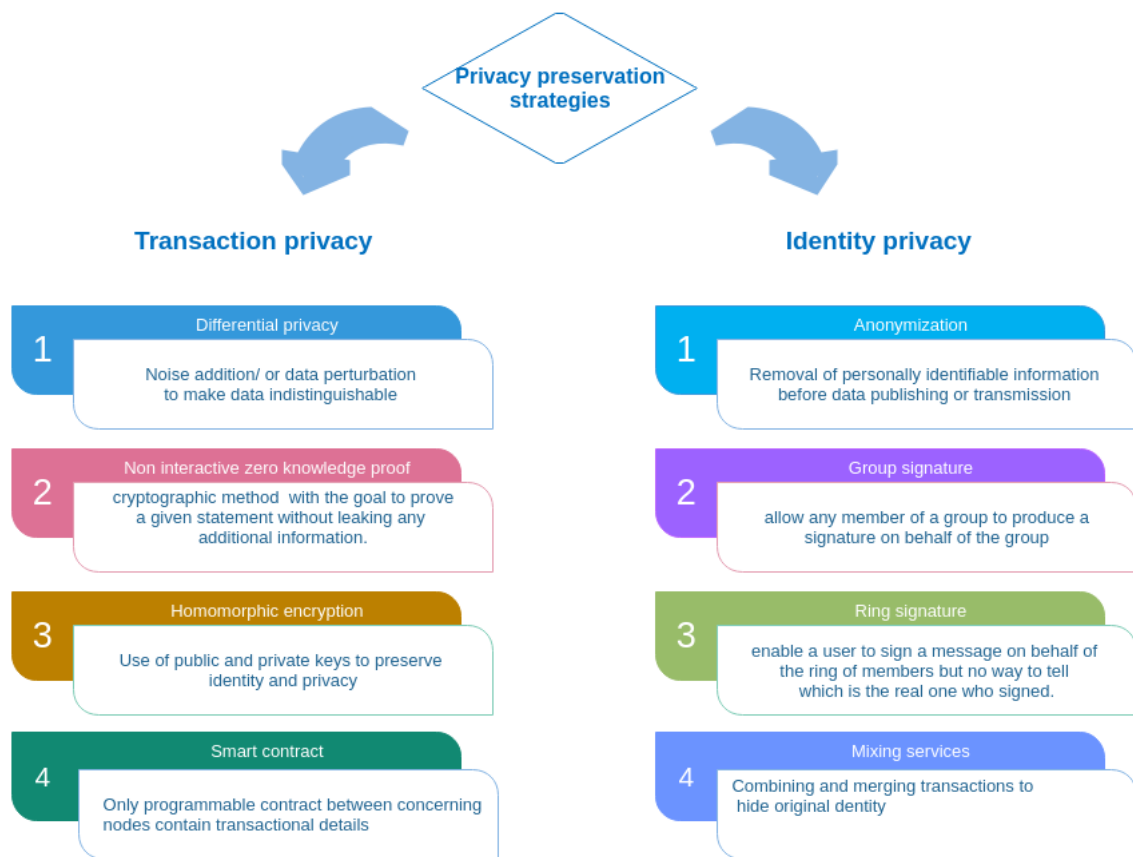 Privacy preservation
strategies
Transaction privacy
1
Differential privacy
Noise addition/ or data perturbation
to make data indistinguishable
2
Non interactive zero knowledge proof
cryptographic method with the goal to prove
a given statement without leaking any
additional information.
3
Homomorphic encryption
Use of public and private keys to preserve
identity and privacy
4
Smart contract
Only programmable contract between concerning
nodes contain transactional details
Identity privacy
1
Anonymization
Removal of personally identifiable information
before data publishing or transmission
2
Group signature
allow any member of a group to produce a
signature on behalf of the group
3
Ring signature
enable a user to sign a message on behalf of
the ring of members but no way to tell
which is the real one who signed.
4
Mixing services
Combining and merging transactions to
hide original dentity